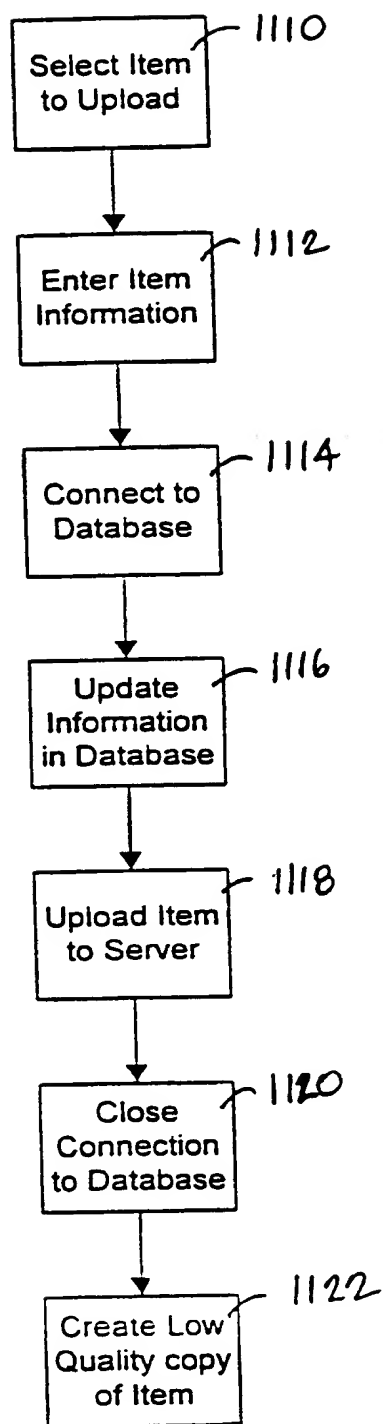 1110
Select Item
to Upload
1112
Enter Item
Information
1114
Connect to
Database
1116
Update
Information
in Database
1118
Upload Item
to Server
1120
Close
Connection
to Database
1122
Create Low
Quality copy
of Item